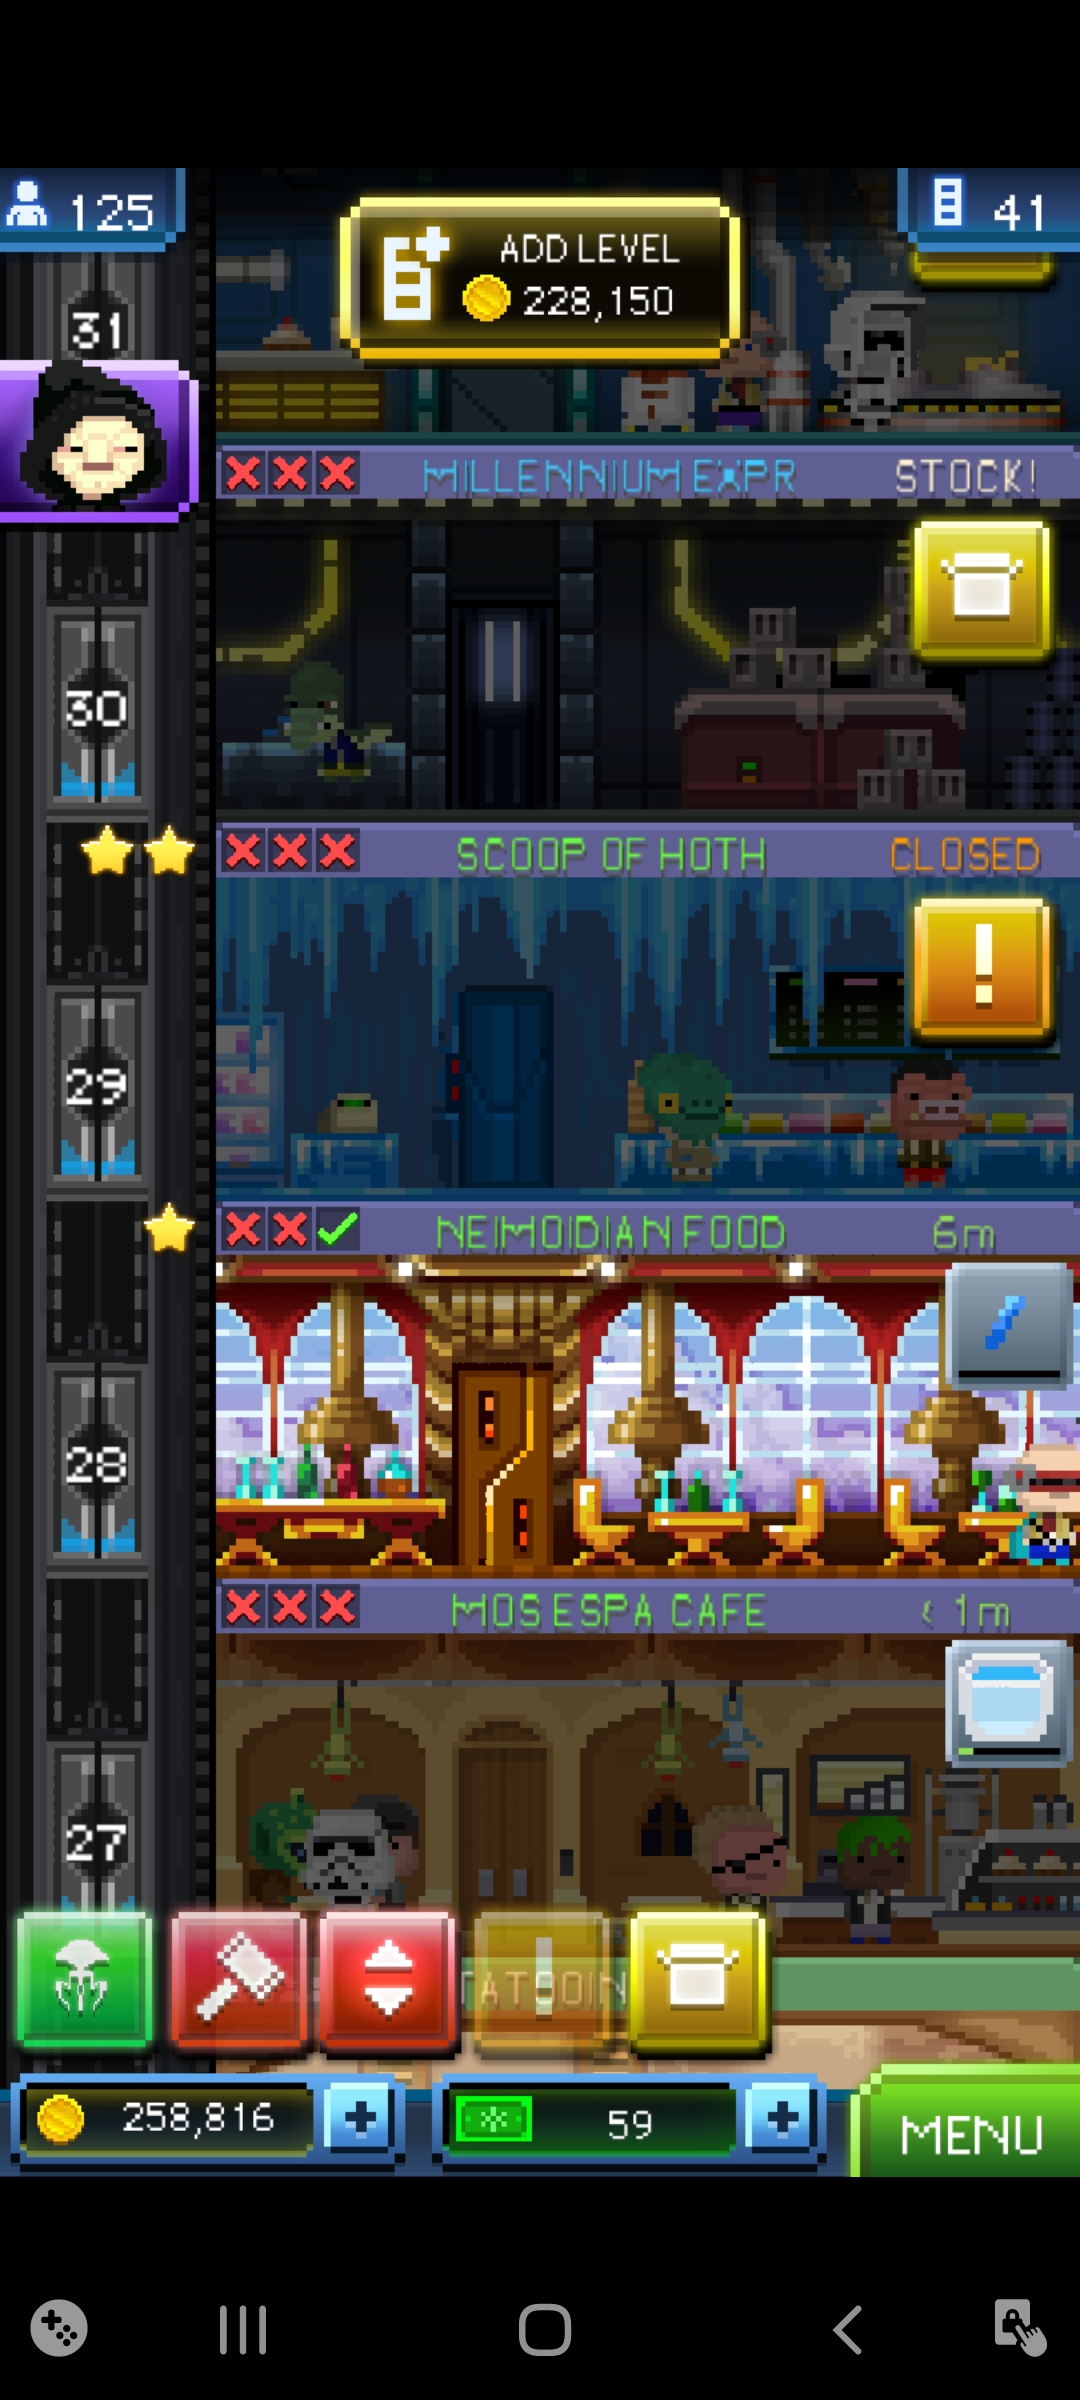 125
ADD LEVEL
228,150
41
31
MILLENNIUM EXPR
STOCK!
30
SCOOP OF HOTH
CLOSED
29
NEIMOIDIAN FOOD
6m
28
MOS ESPA CAFE
< 1m
27
TATOOIN
258,816
59
MENU